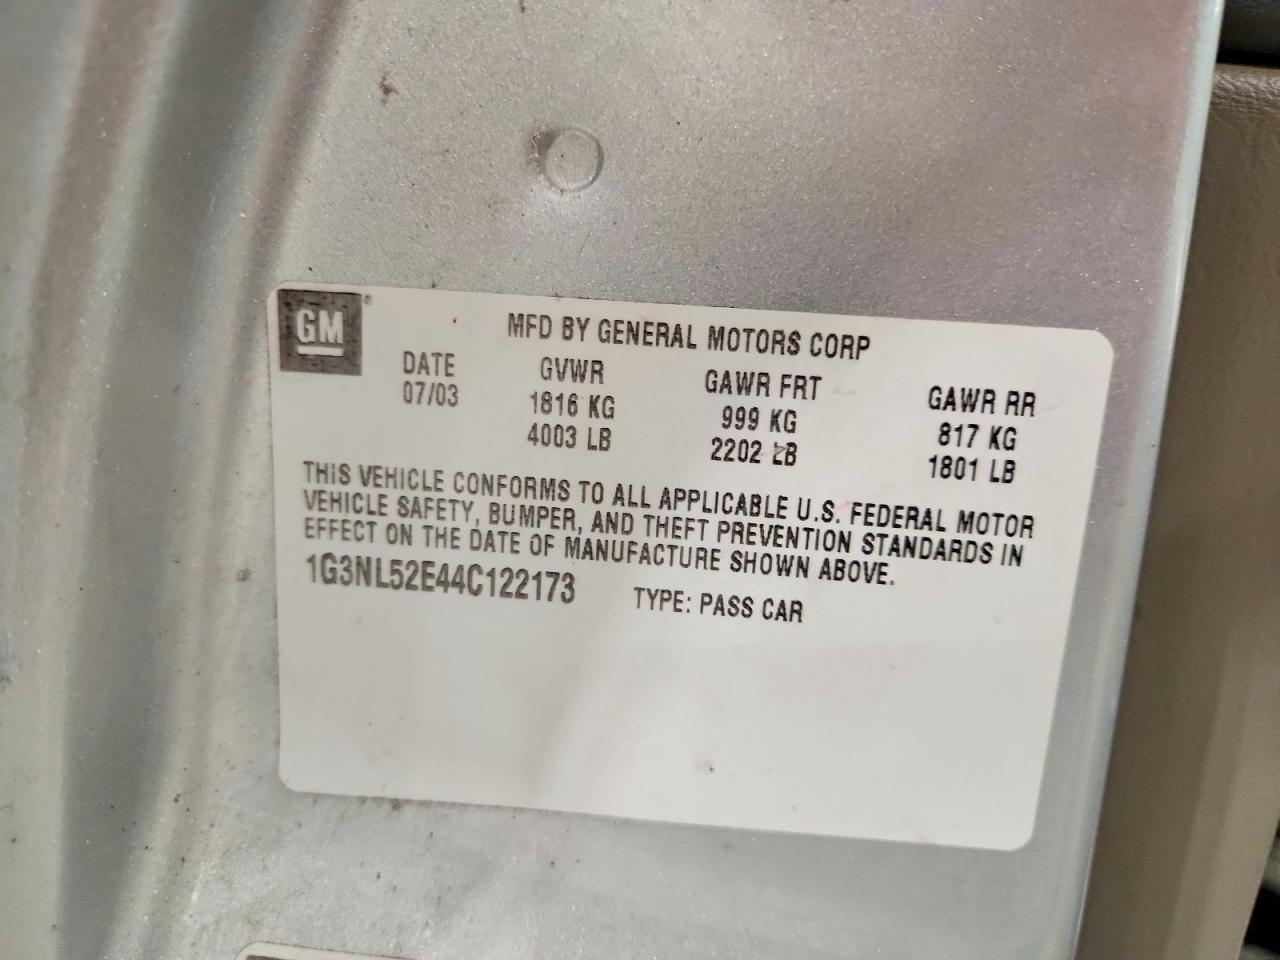 GM ®
MFD BY GENERAL MOTORS CORP
DATE GVWR GAWR FRT GAWR RR
07/03 1816 KG 999 KG 817 KG
4003 LB 2202 LB 1801 LB
THIS VEHICLE CONFORMS TO ALL APPLICABLE U.S. FEDERAL MOTOR
VEHICLE SAFETY, BUMPER, AND THEFT PREVENTION STANDARDS IN
EFFECT ON THE DATE OF MANUFACTURE SHOWN ABOVE.
1G3NL52E44C122173 TYPE: PASS CAR